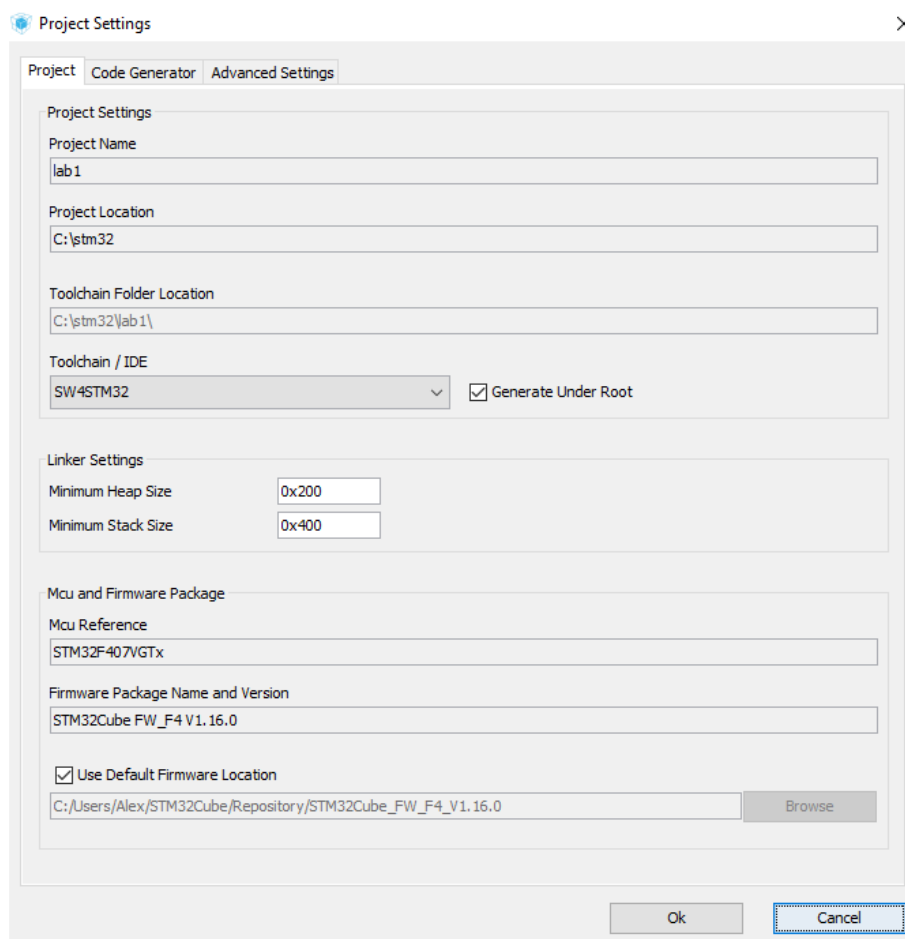 Project Settings
Project Code Generator Advanced Settings
Project Settings
Project Name
lab1
Project Location
C:\stm32
Toolchain Folder Location
C:\stm32\lab1\
Toolchain / IDE
SW4STM32 Generate Under Root
Linker Settings
Minimum Heap Size 0x200
Minimum Stack Size 0x400
Mcu and Firmware Package
Mcu Reference
STM32F407VGTx
Firmware Package Name and Version
STM32Cube FW_F4 V1.16.0
Use Default Firmware Location
C:/Users/Alex/STM32Cube/Repository/STM32Cube_FW_F4_V1.16.0 Browse
Ok Cancel